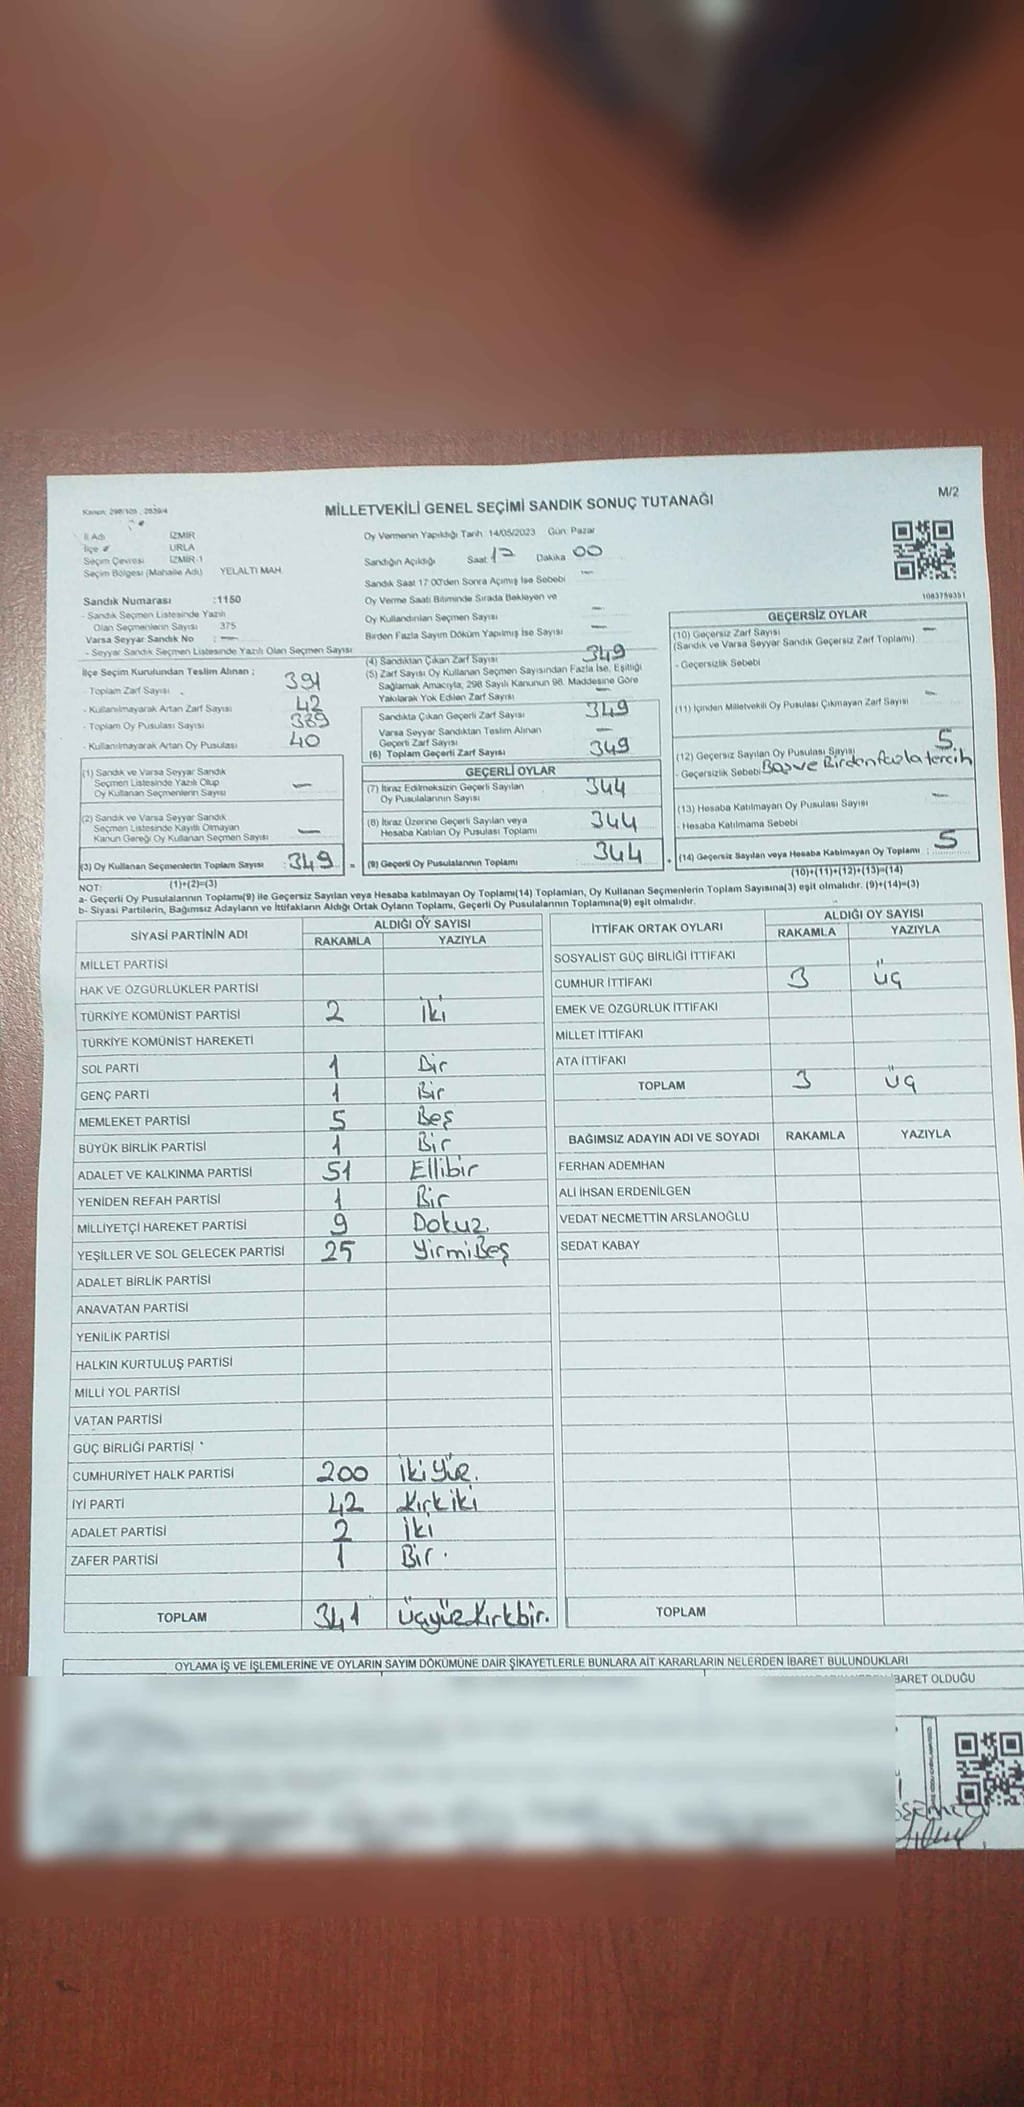 Kanun: 298/105 , 2839/4
M/2
MİLLETVEKİLİ GENEL SEÇİMİ SANDIK SONUÇ TUTANAĞI
İl Adı İZMİR
İlçe URLA
Seçim Çevresi İZMİR-1
Seçim Bölgesi (Mahalle Adı) YELALTI MAH.
Sandık Numarası :1150
- Sandık Seçmen Listesinde Yazılı
Olan Seçmenlerin Sayısı 375
Varsa Seyyar Sandık No : —
- Seyyar Sandık Seçmen Listesinde Yazılı Olan Seçmen Sayısı
İlçe Seçim Kurulundan Teslim Alınan ;
- Toplam Zarf Sayısı 391
- Kullanılmayarak Artan Zarf Sayısı 42
- Toplam Oy Pusulası Sayısı 389
- Kullanılmayarak Artan Oy Pusulası 40
(1) Sandık ve Varsa Seyyar Sandık
Seçmen Listesinde Yazılı Olup
Oy Kullanan Seçmenlerin Sayısı —
(2) Sandık ve Varsa Seyyar Sandık
Seçmen Listesinde Kayıtlı Olmayan
Kanun Gereği Oy Kullanan Seçmen Sayısı —
(3) Oy Kullanan Seçmenlerin Toplam Sayısı : 349 =
(1)+(2)=(3)
Oy Vermenin Yapıldığı Tarih: 14/05/2023 Gün: Pazar
Sandığın Açıldığı Saat 17 Dakika 00
Sandık Saat 17:00'den Sonra Açılmış İse Sebebi —
Oy Verme Saati Bitiminde Sırada Bekleyen ve
Oy Kullandırılan Seçmen Sayısı —
Birden Fazla Sayım Döküm Yapılmış İse Sayısı —
(4) Sandıktan Çıkan Zarf Sayısı 349
(5) Zarf Sayısı Oy Kullanan Seçmen Sayısından Fazla İse, Eşitliği
Sağlamak Amacıyla, 298 Sayılı Kanunun 98. Maddesine Göre
Yakılarak Yok Edilen Zarf Sayısı —
Sandıkta Çıkan Geçerli Zarf Sayısı 349
Varsa Seyyar Sandıktan Teslim Alınan
Geçerli Zarf Sayısı —
(6) Toplam Geçerli Zarf Sayısı 349
GEÇERLİ OYLAR
(7) İtiraz Edilmeksizin Geçerli Sayılan
Oy Pusulalarının Sayısı 344
(8) İtiraz Üzerine Geçerli Sayılan veya
Hesaba Katılan Oy Pusulası Toplamı 344
(9) Geçerli Oy Pusulalarının Toplamı 344 +
1083759351
GEÇERSİZ OYLAR
(10) Geçersiz Zarf Sayısı —
(Sandık ve Varsa Seyyar Sandık Geçersiz Zarf Toplamı)
- Geçersizlik Sebebi
(11) İçinden Milletvekili Oy Pusulası Çıkmayan Zarf Sayısı —
(12) Geçersiz Sayılan Oy Pusulası Sayısı 5
- Geçersizlik Sebebi Boş ve Birden fazla tercih
(13) Hesaba Katılmayan Oy Pusulası Sayısı —
- Hesaba Katılmama Sebebi
(14) Geçersiz Sayılan veya Hesaba Katılmayan Oy Toplamı : 5
(10)+(11)+(12)+(13)=(14)
NOT:
a- Geçerli Oy Pusulalarının Toplamı(9) ile Geçersiz Sayılan veya Hesaba katılmayan Oy Toplamı(14) Toplamları, Oy Kullanan Seçmenlerin Toplam Sayısına(3) eşit olmalıdır. (9)+(14)=(3)
b- Siyasi Partilerin, Bağımsız Adayların ve İttifakların Aldığı Ortak Oyların Toplamı, Geçerli Oy Pusulalarının Toplamına(9) eşit olmalıdır.
SİYASİ PARTİNİN ADI ALDIĞI OY SAYISI
RAKAMLA YAZIYLA
MİLLET PARTİSİ
HAK VE ÖZGÜRLÜKLER PARTİSİ
TÜRKİYE KOMÜNİST PARTİSİ 2 İki
TÜRKİYE KOMÜNİST HAREKETİ
SOL PARTİ 1 Bir
GENÇ PARTİ 1 Bir
MEMLEKET PARTİSİ 5 Beş
BÜYÜK BİRLİK PARTİSİ 1 Bir
ADALET VE KALKINMA PARTİSİ 51 Ellibir
YENİDEN REFAH PARTİSİ 1 Bir
MİLLİYETÇİ HAREKET PARTİSİ 9 Dokuz.
YEŞİLLER VE SOL GELECEK PARTİSİ 25 YirmiBeş
ADALET BİRLİK PARTİSİ
ANAVATAN PARTİSİ
YENİLİK PARTİSİ
HALKIN KURTULUŞ PARTİSİ
MİLLİ YOL PARTİSİ
VATAN PARTİSİ
GÜÇ BİRLİĞİ PARTİSİ
CUMHURİYET HALK PARTİSİ 200 İkiYüz.
İYİ PARTİ 42 Kırkiki
ADALET PARTİSİ 2 İki
ZAFER PARTİSİ 1 Bir.
TOPLAM 341 ÜçyüzKırkbir.
İTTİFAK ORTAK OYLARI ALDIĞI OY SAYISI
RAKAMLA YAZIYLA
SOSYALİST GÜÇ BİRLİĞİ İTTİFAKI
CUMHUR İTTİFAKI 3 Üç
EMEK VE ÖZGÜRLÜK İTTİFAKI
MİLLET İTTİFAKI
ATA İTTİFAKI
TOPLAM 3 Üç
BAĞIMSIZ ADAYIN ADI VE SOYADI RAKAMLA YAZIYLA
FERHAN ADEMHAN
ALİ İHSAN ERDENİLGEN
VEDAT NECMETTİN ARSLANOĞLU
SEDAT KABAY
TOPLAM
OYLAMA İŞ VE İŞLEMLERİNE VE OYLARIN SAYIM DÖKÜMÜNE DAİR ŞİKAYETLERLE BUNLARA AİT KARARLARIN NELERDEN İBARET BULUNDUKLARI
İBARET OLDUĞU